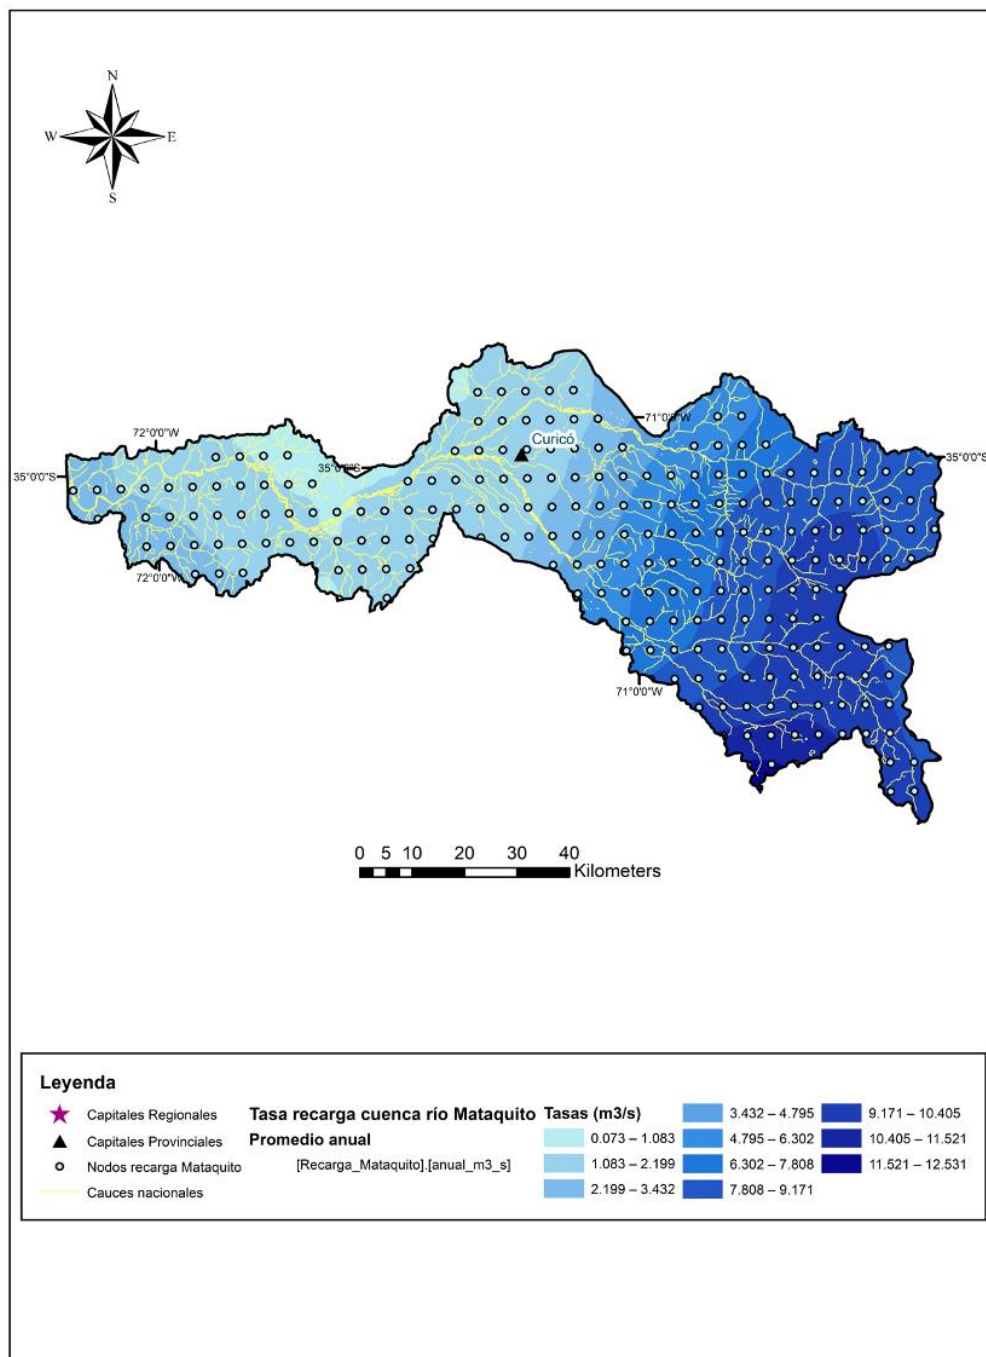 N
W
E
S
72°0'0"W
71°0'0"W
Curicó
35°0'0"S
35°0'0"S
35°0'0"S
72°0'0"W
71°0'0"W
0 5 10 20 30 40
Kilometers
Leyenda
Capitales Regionales
Capitales Provinciales
Nodos recarga Mataquito
Cauces nacionales
Tasa recarga cuenca río Mataquito
Promedio anual
[Recarga_Mataquito].[anual_m3_s]
Tasas (m3/s)
0.073 – 1.083
1.083 – 2.199
2.199 – 3.432
3.432 – 4.795
4.795 – 6.302
6.302 – 7.808
7.808 – 9.171
9.171 – 10.405
10.405 – 11.521
11.521 – 12.531